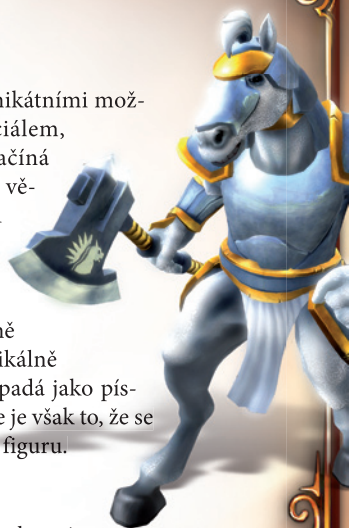 nikátními mož-
ciálem,
ačíná
vě-
ně
ikálně
padá jako pís-
e je však to, že se
figuru.